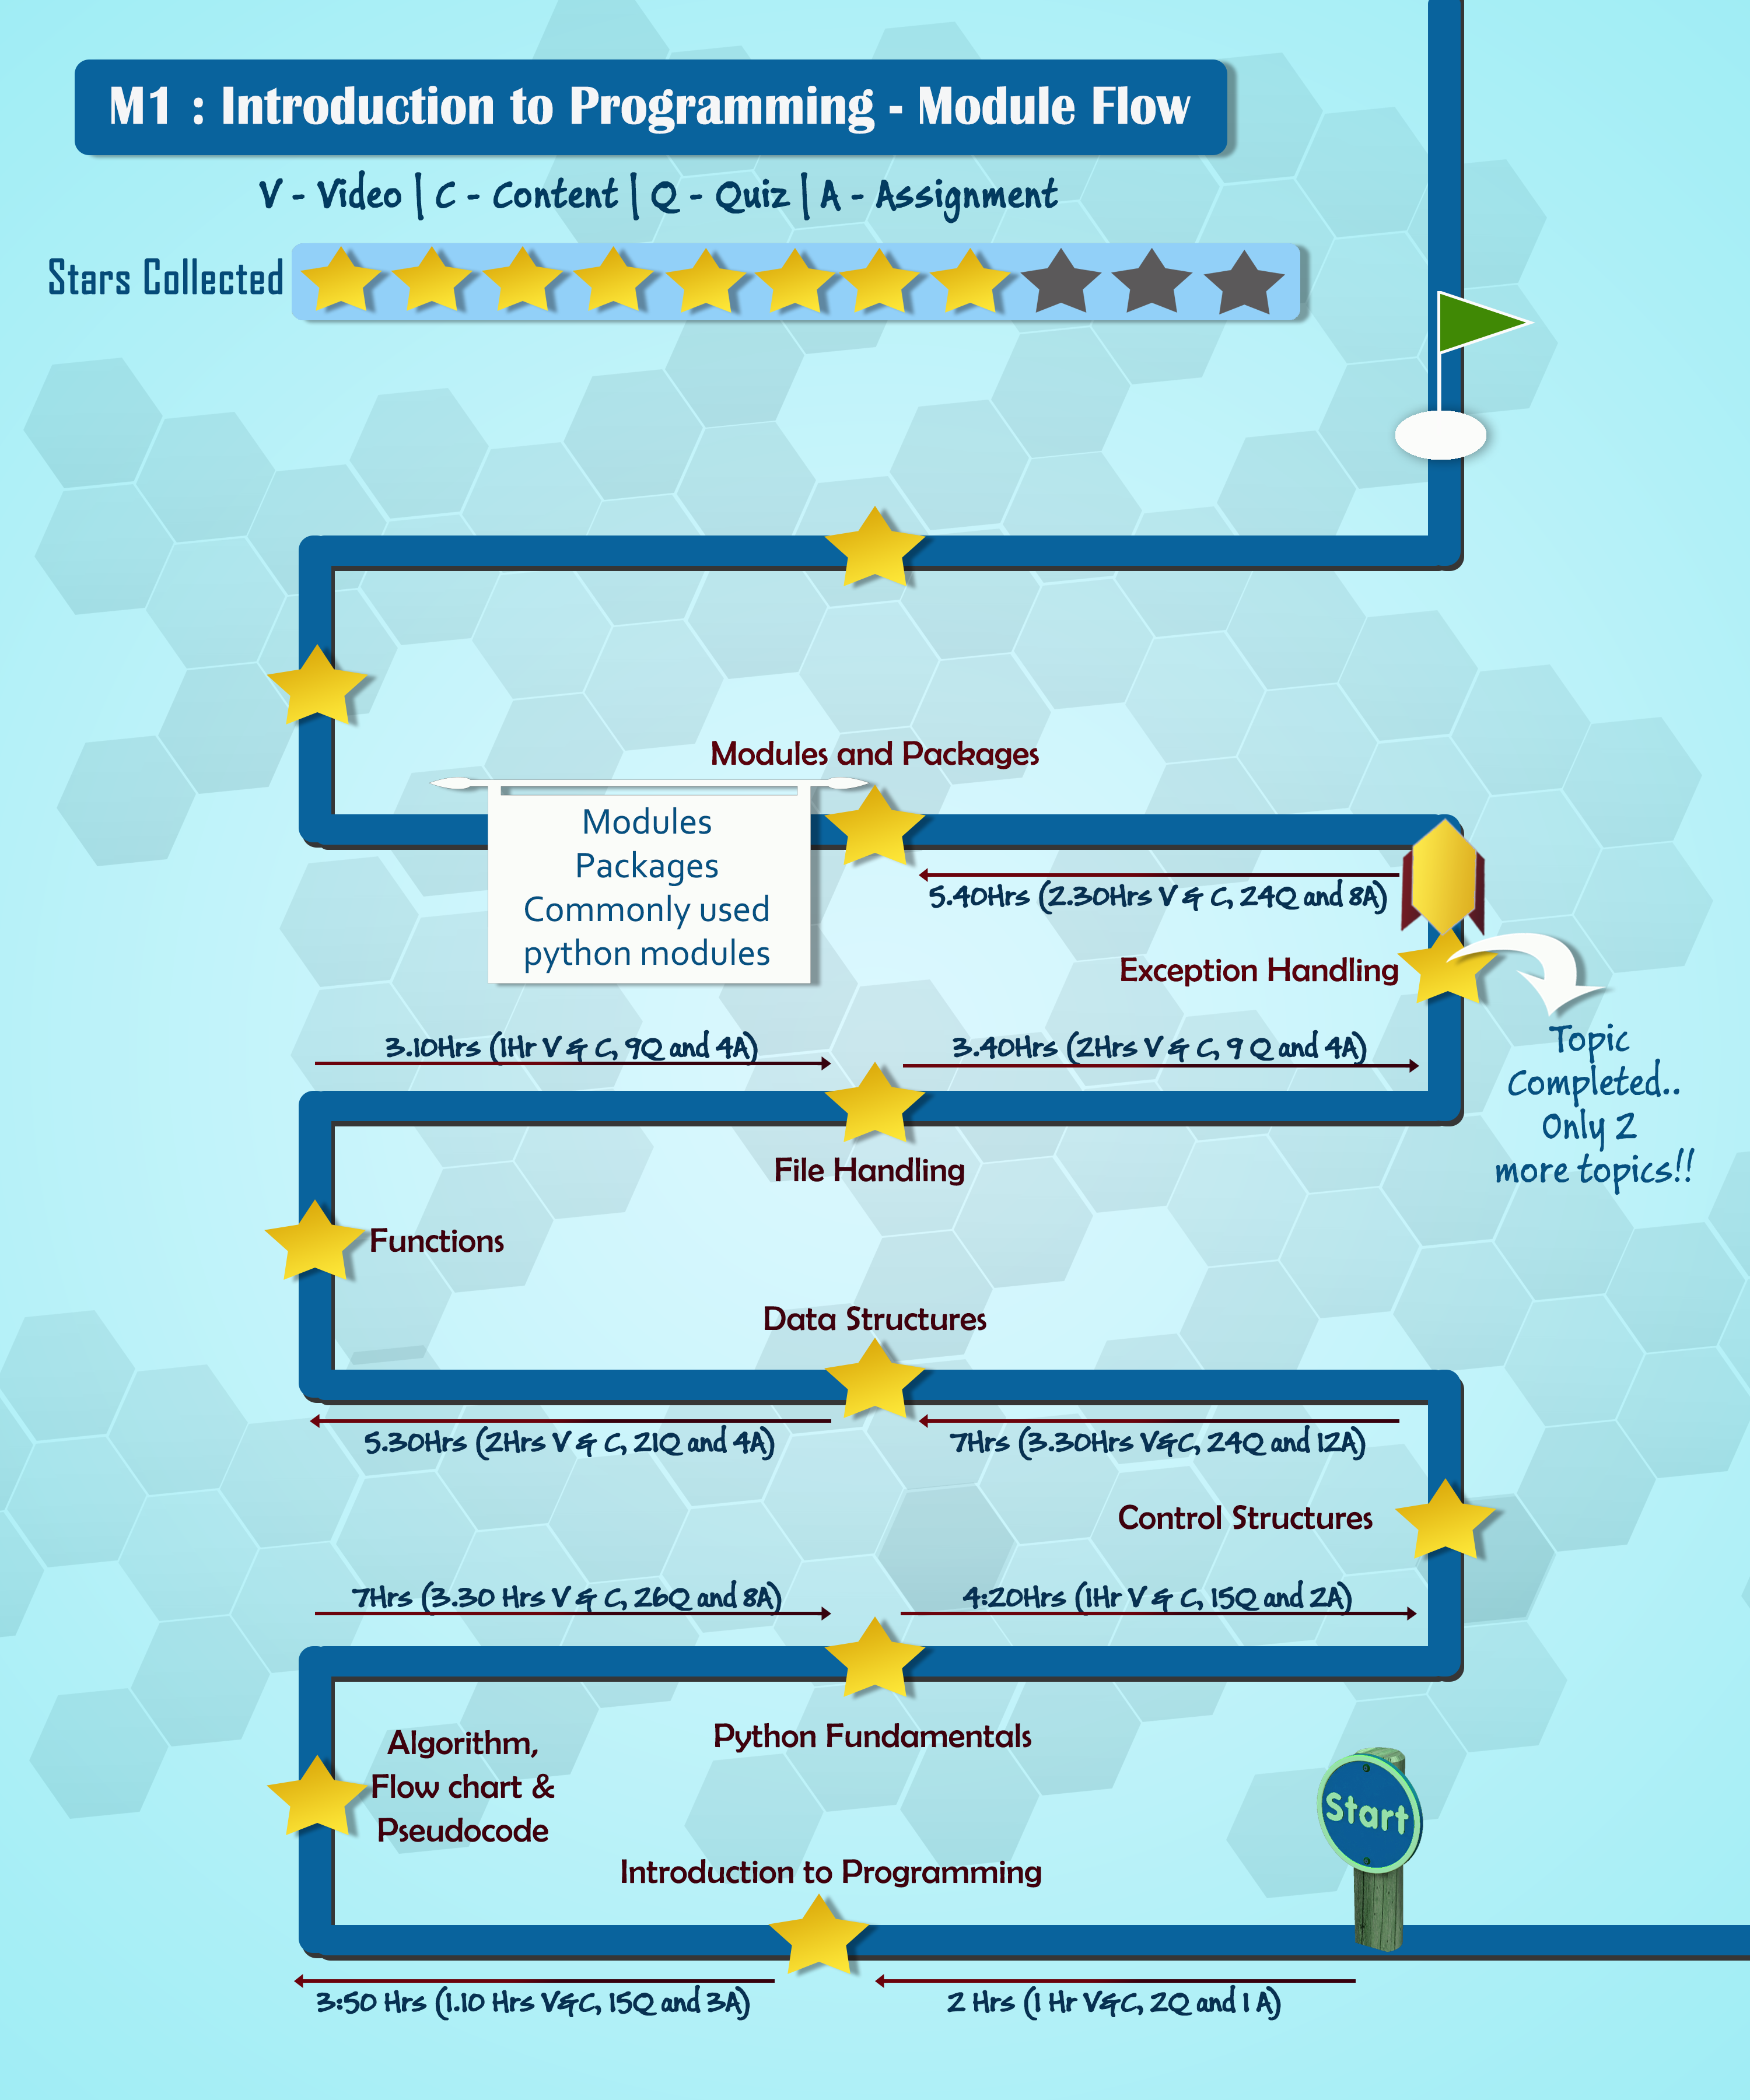 M1 : Introduction to Programming - Module Flow
V - Video | C - Content | Q - Quiz | A - Assignment
Stars Collected
Modules and Packages
Modules
Packages
Commonly used
python modules
5.40Hrs (2.30Hrs V & C, 24Q and 8A)
Exception Handling
3.10Hrs (1Hr V & C, 9Q and 4A)
3.40Hrs (2Hrs V & C, 9 Q and 4A)
Topic
Completed..
Only 2
more topics!!
File Handling
Functions
Data Structures
5.30Hrs (2Hrs V & C, 21Q and 4A)
7Hrs (3.30Hrs V&C, 24Q and 12A)
Control Structures
7Hrs (3.30 Hrs V & C, 26Q and 8A)
4:20Hrs (1Hr V & C, 15Q and 2A)
Python Fundamentals
Algorithm,
Flow chart &
Pseudocode
Start
Introduction to Programming
3:50 Hrs (1.10 Hrs V&C, 15Q and 3A)
2 Hrs (1 Hr V&C, 2Q and 1 A)